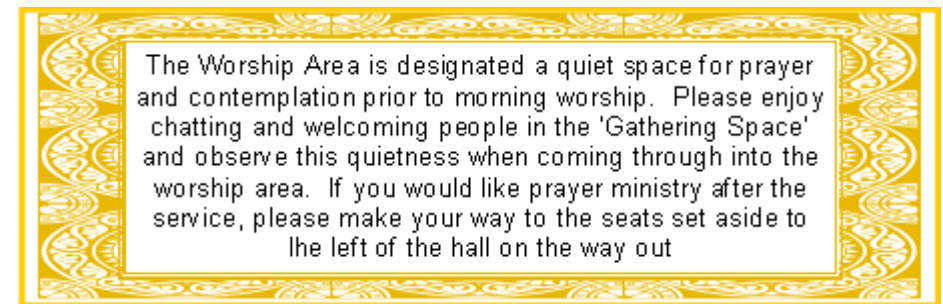 The Worship Area is designated a quiet space for prayer
and contemplation prior to morning worship.  Please enjoy
chatting and welcoming people in the 'Gathering Space'
and observe this quietness when coming through into the
worship area.  If you would like prayer ministry after the
service, please make your way to the seats set aside to
lhe left of the hall on the way out